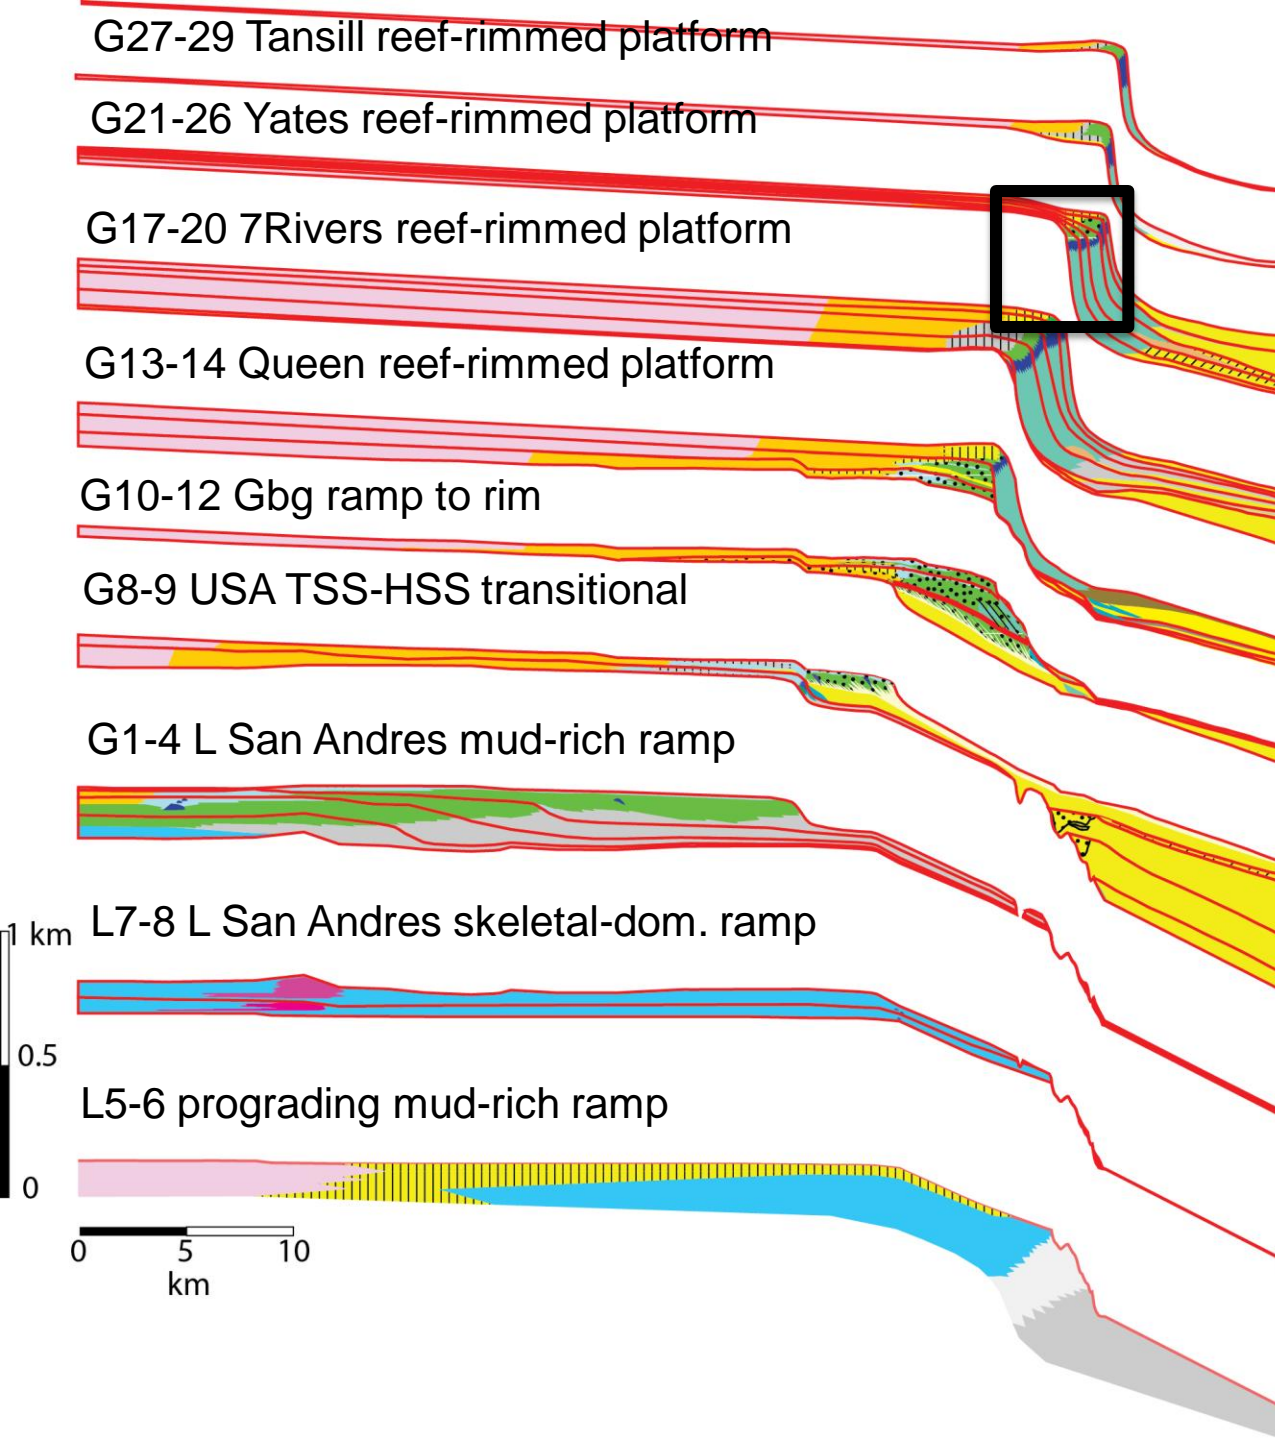 G27-29 Tansill reef-rimmed platform
G21-26 Yates reef-rimmed platform
G17-20 7Rivers reef-rimmed platform
G13-14 Queen reef-rimmed platform
G10-12 Gbg ramp to rim
G8-9 USA TSS-HSS transitional
G1-4 L San Andres mud-rich ramp
L7-8 L San Andres skeletal-dom. ramp
1 km
0.5
L5-6 prograding mud-rich ramp
0
0 5 10
km